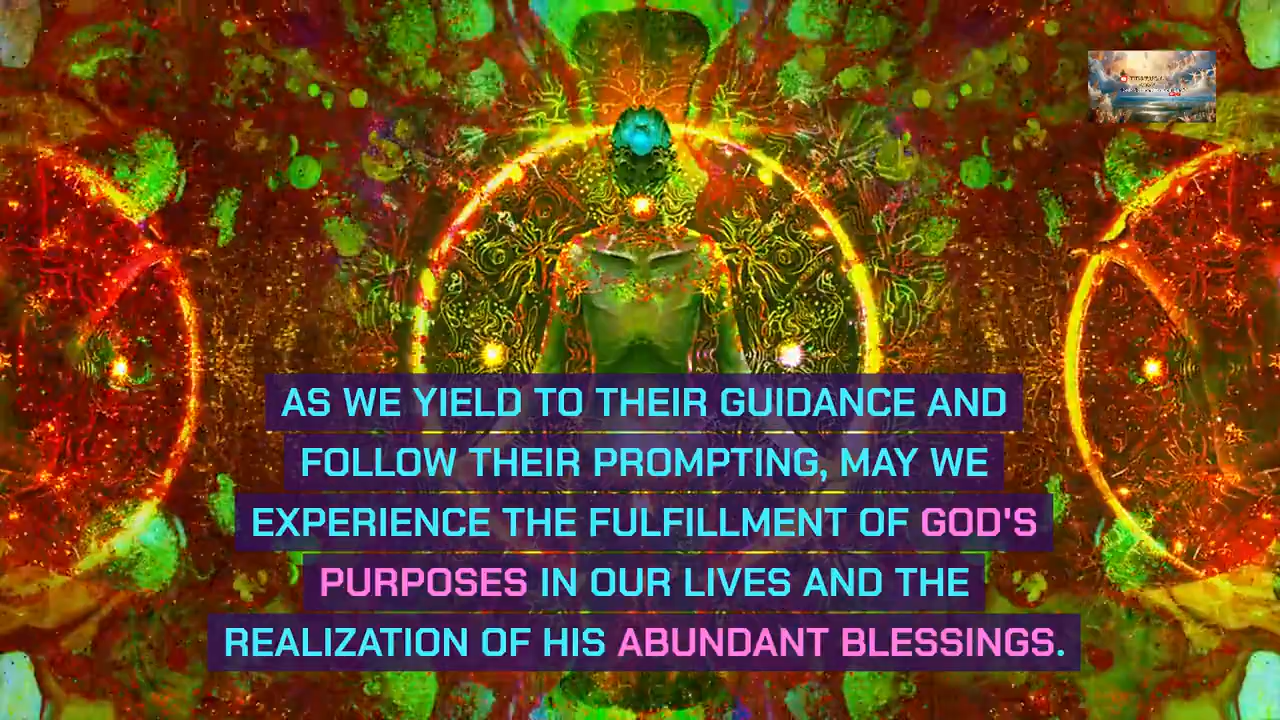 AS WE YIELD TO THEIR GUIDANCE AND
FOLLOW THEIR PROMPTING, MAY WE
EXPERIENCE THE FULFILLMENT OF GOD'S
PURPOSES IN OUR LIVES AND THE
REALIZATION OF HIS ABUNDANT BLESSINGS.